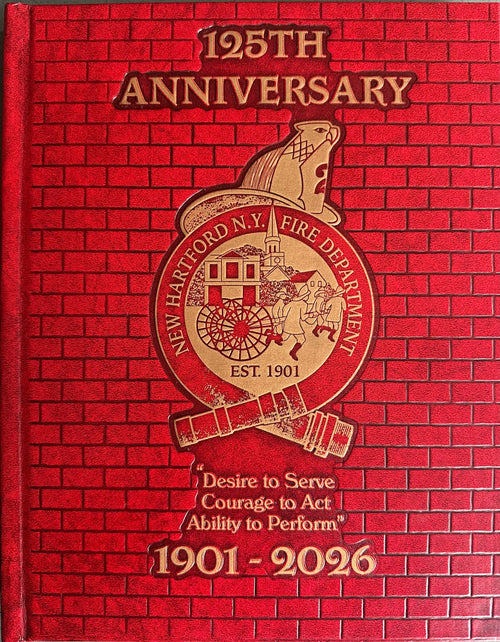 125TH
ANNIVERSARY
NEW HARTFORD N.Y. FIRE DEPARTMENT
EST. 1901
"Desire to Serve
Courage to Act
Ability to Perform"
1901 - 2026